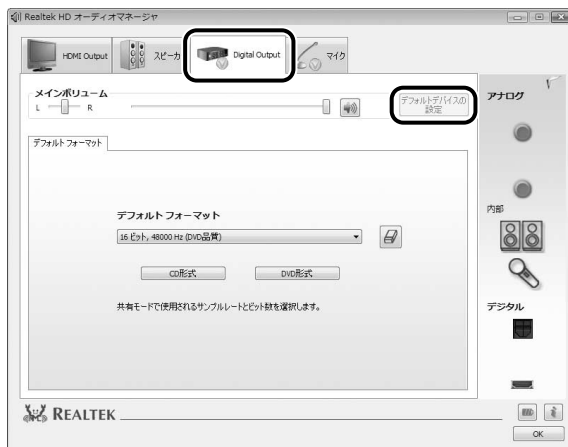 Realtek HD オーディオマネージャ
HDMI Output
スピーカ
Digital Output
マイク
メインボリューム
L
R
デフォルトデバイスの
設定
デフォルト フォーマット
デフォルト フォーマット
16 ビット, 48000 Hz (DVD品質)
CD形式
DVD形式
共有モードで使用されるサンプルレートとビット数を選択します。
アナログ
内部
デジタル
REALTEK
OK